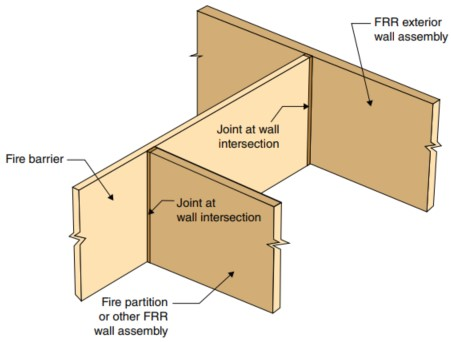 FRR exterior
wall assembly
Joint at wall
intersection
Fire barrier
Joint at
wall intersection
Fire partition
or other FRR
wall assembly